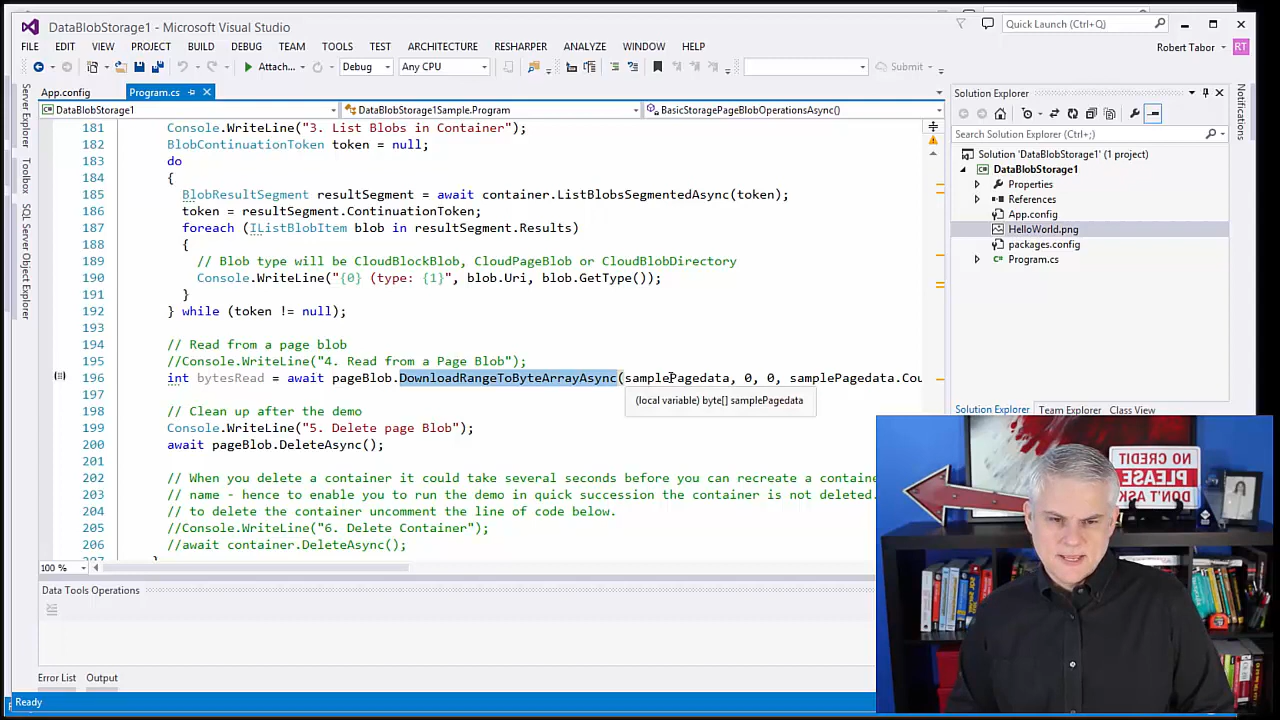 DataBlobStorage1 - Microsoft Visual Studio
Quick Launch (Ctrl+Q)
FILE EDIT VIEW PROJECT BUILD DEBUG TEAM TOOLS TEST ARCHITECTURE RESHARPER ANALYZE WINDOW HELP
Robert Tabor RT
Attach... Debug Any CPU Submit
App.config Program.cs
DataBlobStorage1 DataBlobStorage1Sample.Program BasicStoragePageBlobOperationsAsync()
181 Console.WriteLine("3. List Blobs in Container");
182 BlobContinuationToken token = null;
183 do
184 {
185 BlobResultSegment resultSegment = await container.ListBlobsSegmentedAsync(token);
186 token = resultSegment.ContinuationToken;
187 foreach (IListBlobItem blob in resultSegment.Results)
188 {
189 // Blob type will be CloudBlockBlob, CloudPageBlob or CloudBlobDirectory
190 Console.WriteLine("{0} (type: {1}", blob.Uri, blob.GetType());
191 }
192 } while (token != null);
193
194 // Read from a page blob
195 //Console.WriteLine("4. Read from a Page Blob");
196 int bytesRead = await pageBlob.DownloadRangeToByteArrayAsync(samplePagedata, 0, 0, samplePagedata.Cou
(local variable) byte[] samplePagedata
197
198 // Clean up after the demo
199 Console.WriteLine("5. Delete page Blob");
200 await pageBlob.DeleteAsync();
201
202 // When you delete a container it could take several seconds before you can recreate a containe
203 // name - hence to enable you to run the demo in quick succession the container is not deleted.
204 // to delete the container uncomment the line of code below.
205 //Console.WriteLine("6. Delete Container");
206 //await container.DeleteAsync();
100 %
Data Tools Operations
Error List Output
Ready
Server Explorer
Toolbox
SQL Server Object Explorer
Solution Explorer
Search Solution Explorer (Ctrl+;)
Solution 'DataBlobStorage1' (1 project)
DataBlobStorage1
Properties
References
App.config
HelloWorld.png
packages.config
Program.cs
Solution Explorer Team Explorer Class View
Notifications
NO CREDIT
PLEASE
DON'T ASK